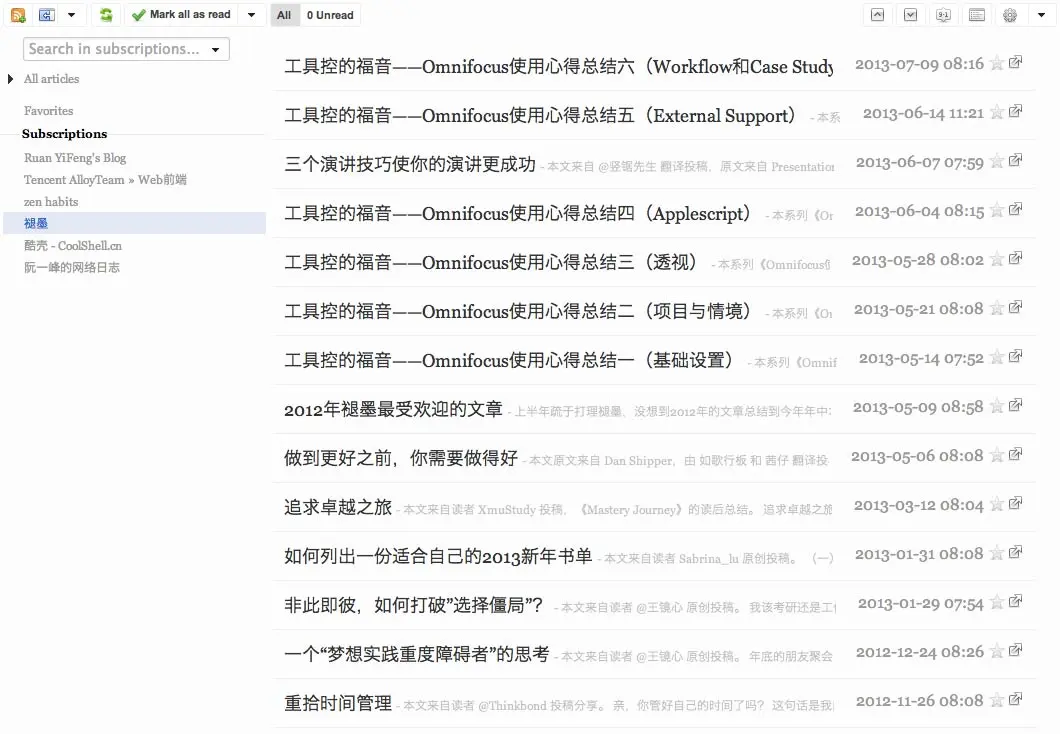 Mark all as read All 0 Unread
Search in subscriptions...
All articles
Favorites
Subscriptions
Ruan YiFeng's Blog
Tencent AlloyTeam » Web前端
zen habits
褪墨
酷壳 - CoolShell.cn
阮一峰的网络日志
工具控的福音——Omnifocus使用心得总结六（Workflow和Case Study 2013-07-09 08:16
工具控的福音——Omnifocus使用心得总结五（External Support） - 本系 2013-06-14 11:21
三个演讲技巧使你的演讲更成功 - 本文来自 @竖锯先生 翻译投稿，原文来自 Presentation 2013-06-07 07:59
工具控的福音——Omnifocus使用心得总结四（Applescript） - 本系列《Or 2013-06-04 08:15
工具控的福音——Omnifocus使用心得总结三（透视） - 本系列《Omnifocus 2013-05-28 08:02
工具控的福音——Omnifocus使用心得总结二（项目与情境） - 本系列《Or 2013-05-21 08:08
工具控的福音——Omnifocus使用心得总结一（基础设置） - 本系列《Omnif 2013-05-14 07:52
2012年褪墨最受欢迎的文章 - 上半年疏于打理褪墨，没想到2012年的文章总结到今年年中 2013-05-09 08:58
做到更好之前，你需要做得好 - 本文原文来自 Dan Shipper，由 如歌行板 和 茜仔 翻译投 2013-05-06 08:08
追求卓越之旅 - 本文来自读者 XmuStudy 投稿，《Mastery Journey》的读后总结。 追求卓越之旅 2013-03-12 08:04
如何列出一份适合自己的2013新年书单 - 本文来自读者 Sabrina_lu 原创投稿。 （一） 2013-01-31 08:08
非此即彼，如何打破”选择僵局”？ - 本文来自读者 @王镜心 原创投稿。 我该考研还是工 2013-01-29 07:54
一个“梦想实践重度障碍者”的思考 - 本文来自读者 @王镜心 原创投稿。 年底的朋友聚会 2012-12-24 08:26
重拾时间管理 - 本文来自读者 @Thinkbond 投稿分享。 亲，你管好自己的时间了吗？ 这句话是我 2012-11-26 08:08